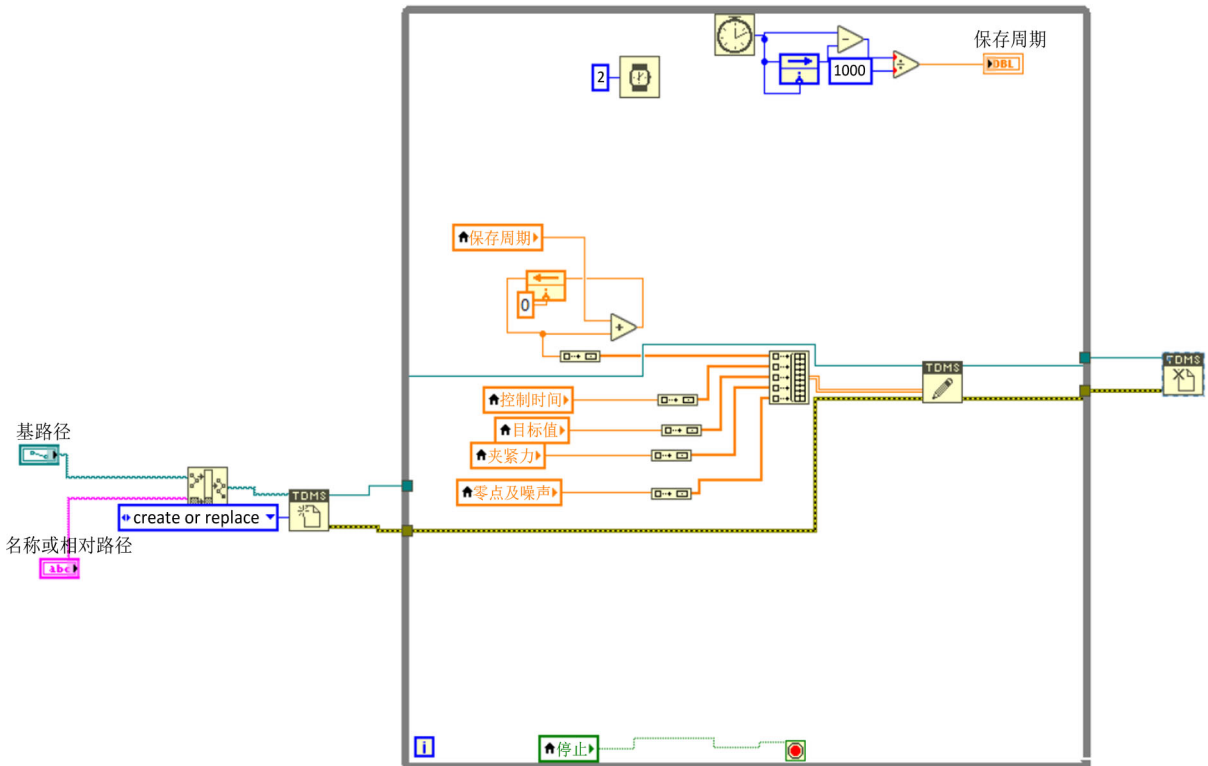 保存周期
DBL
2
1000
保存周期
0
TDMS
TDMS
控制时间
目标值
基路径
夹紧力
零点及噪声
TDMS
create or replace
名称或相对路径
abc
i
停止